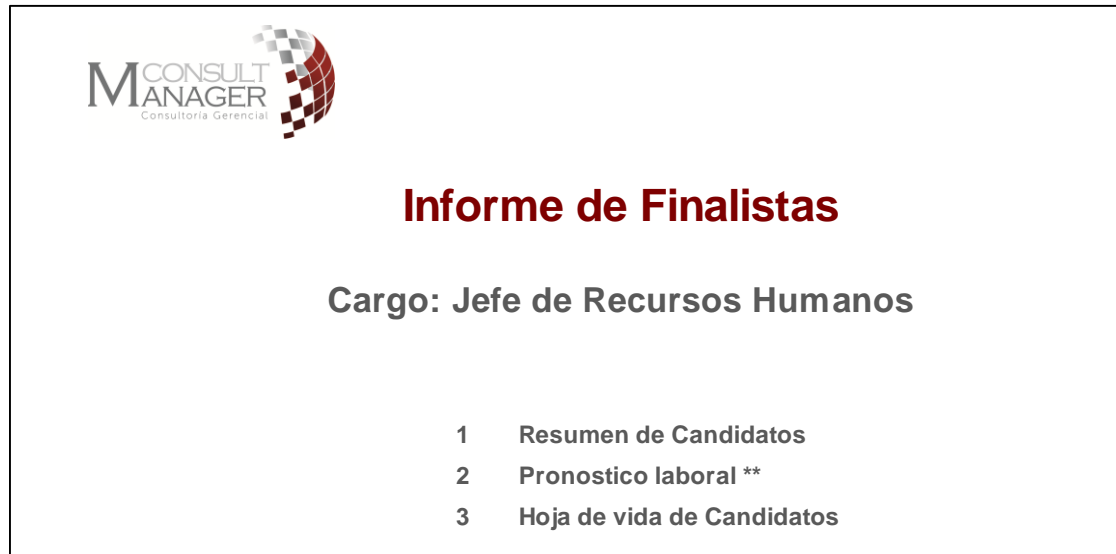 CONSULT
MANAGER
Consultoría Gerencial
Informe de Finalistas
Cargo: Jefe de Recursos Humanos
1 Resumen de Candidatos
2 Pronostico laboral **
3 Hoja de vida de Candidatos